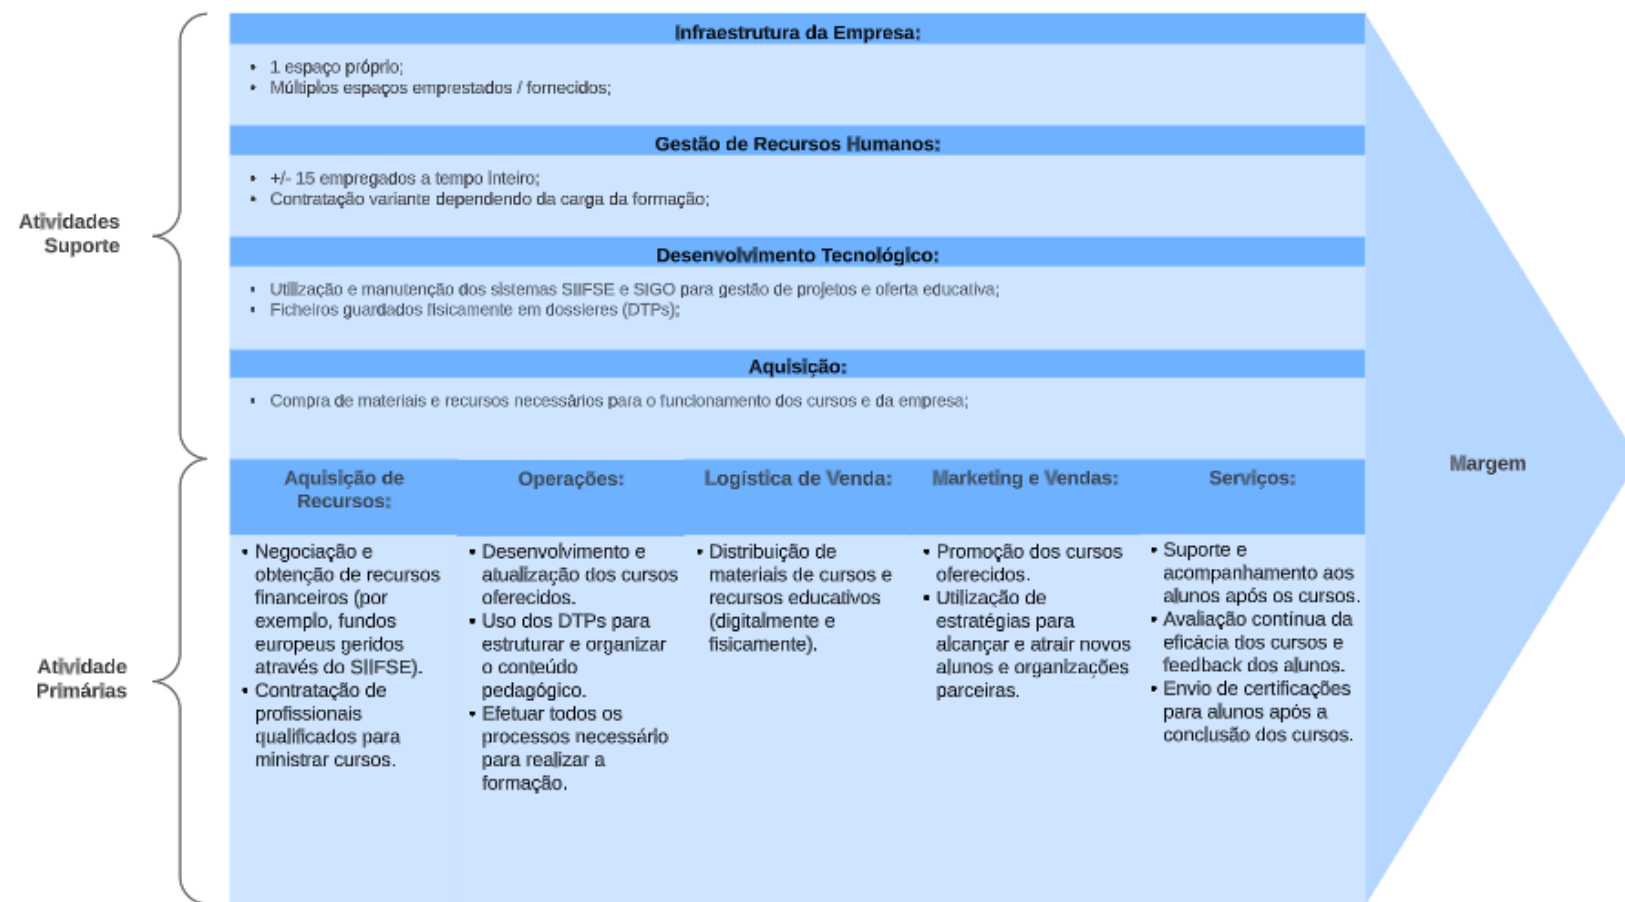 Infraestrutura da Empresa:
• 1 espaço próprio;
• Múltiplos espaços emprestados / fornecidos;
Gestão de Recursos Humanos:
• +/- 15 empregados a tempo inteiro;
• Contratação variante dependendo da carga da formação;
Atividades
Suporte
Desenvolvimento Tecnológico:
• Utilização e manutenção dos sistemas SIIFSE e SIGO para gestão de projetos e oferta educativa;
• Ficheiros guardados fisicamente em dossieres (DTPs);
Aquisição:
• Compra de materiais e recursos necessários para o funcionamento dos cursos e da empresa;
Margem
Atividade
Primárias
Aquisição de
Recursos:
▪ Negociação e
obtenção de recursos
financeiros (por
exemplo, fundos
europeus geridos
através do SIIFSE).
▪ Contratação de
profissionais
qualificados para
ministrar cursos.
Operações:
▪ Desenvolvimento e
atualização dos cursos
oferecidos.
▪ Uso dos DTPs para
estruturar e organizar
o conteúdo
pedagógico.
▪ Efetuar todos os
processos necessário
para realizar a
formação.
Logística de Venda:
▪ Distribuição de
materiais de cursos e
recursos educativos
(digitalmente e
fisicamente).
Marketing e Vendas:
▪ Promoção dos cursos
oferecidos.
▪ Utilização de
estratégias para
alcançar e atrair novos
alunos e organizações
parceiras.
Serviços:
▪ Suporte e
acompanhamento aos
alunos após os cursos.
▪ Avaliação contínua da
eficácia dos cursos e
feedback dos alunos.
▪ Envio de certificações
para alunos após a
conclusão dos cursos.